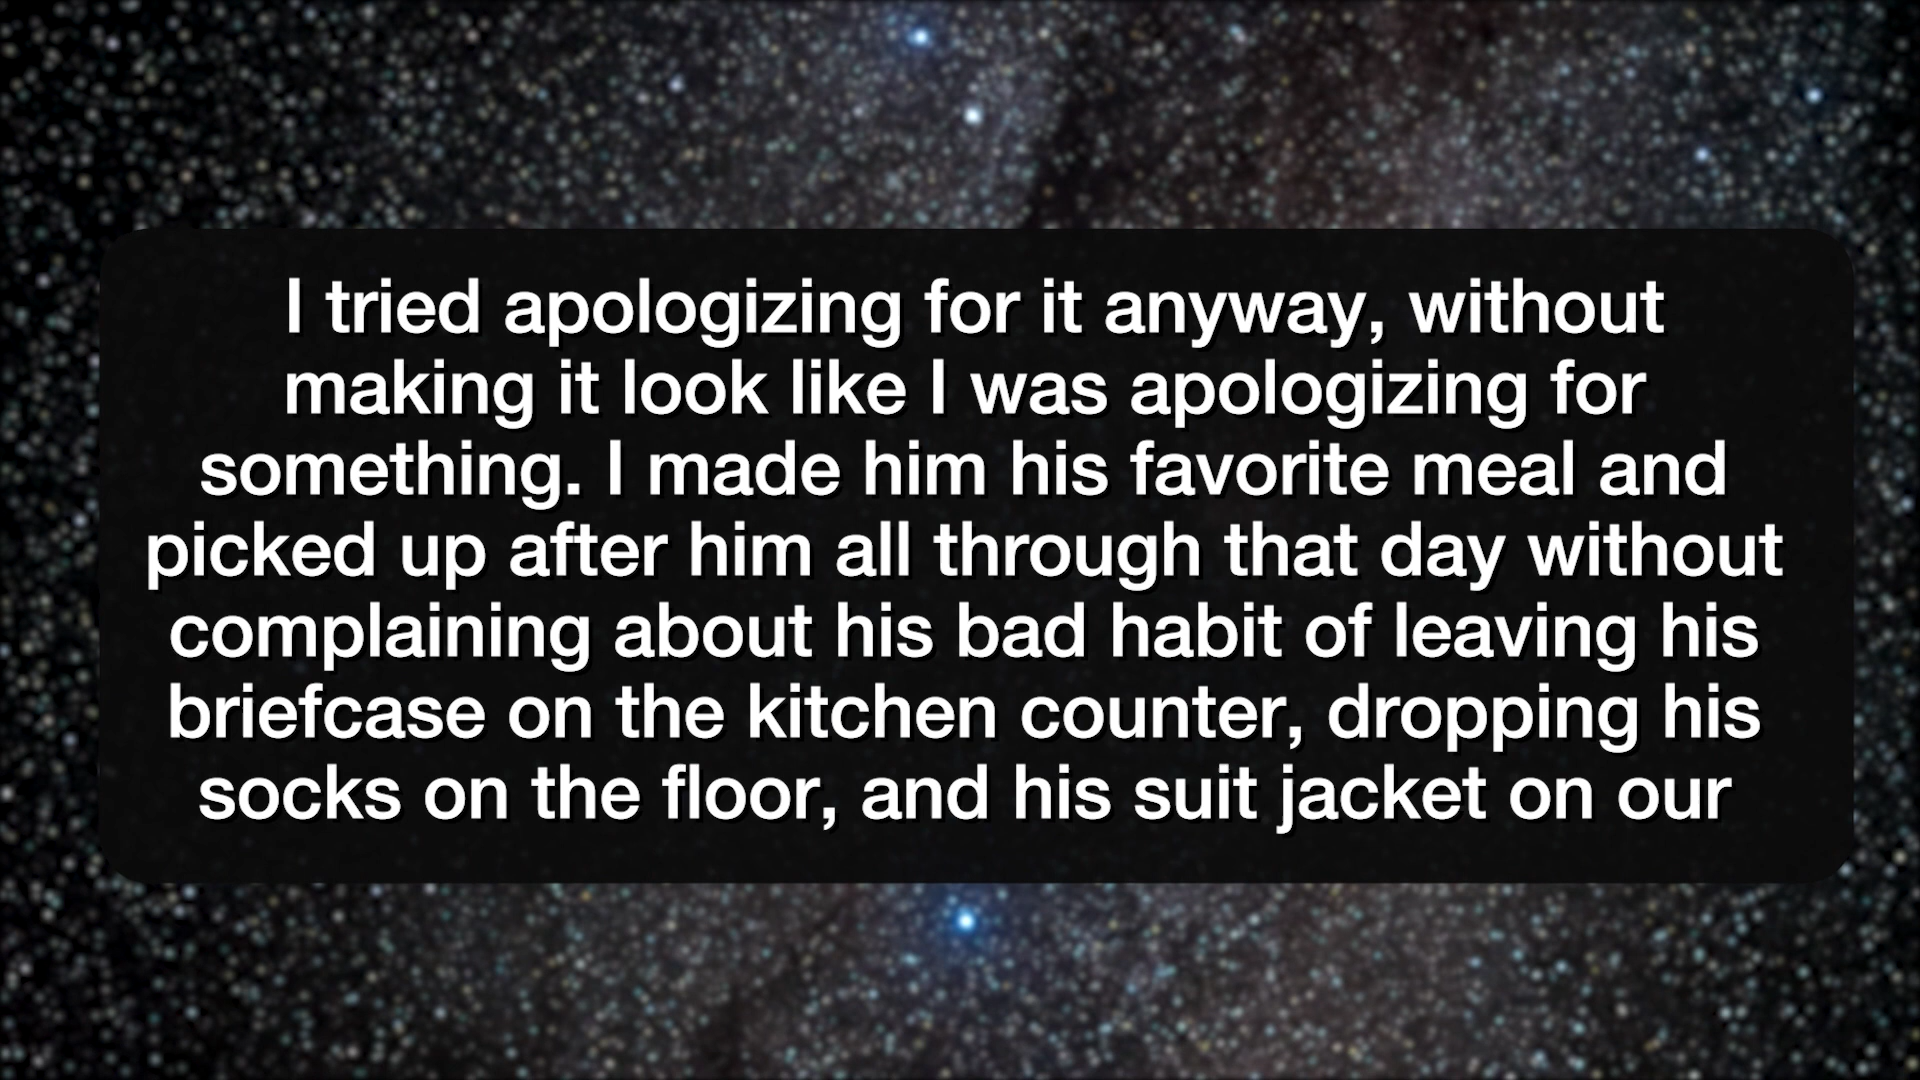 I tried apologizing for it anyway, without
making it look like I was apologizing for
something. I made him his favorite meal and
picked up after him all through that day without
complaining about his bad habit of leaving his
briefcase on the kitchen counter, dropping his
socks on the floor, and his suit jacket on our